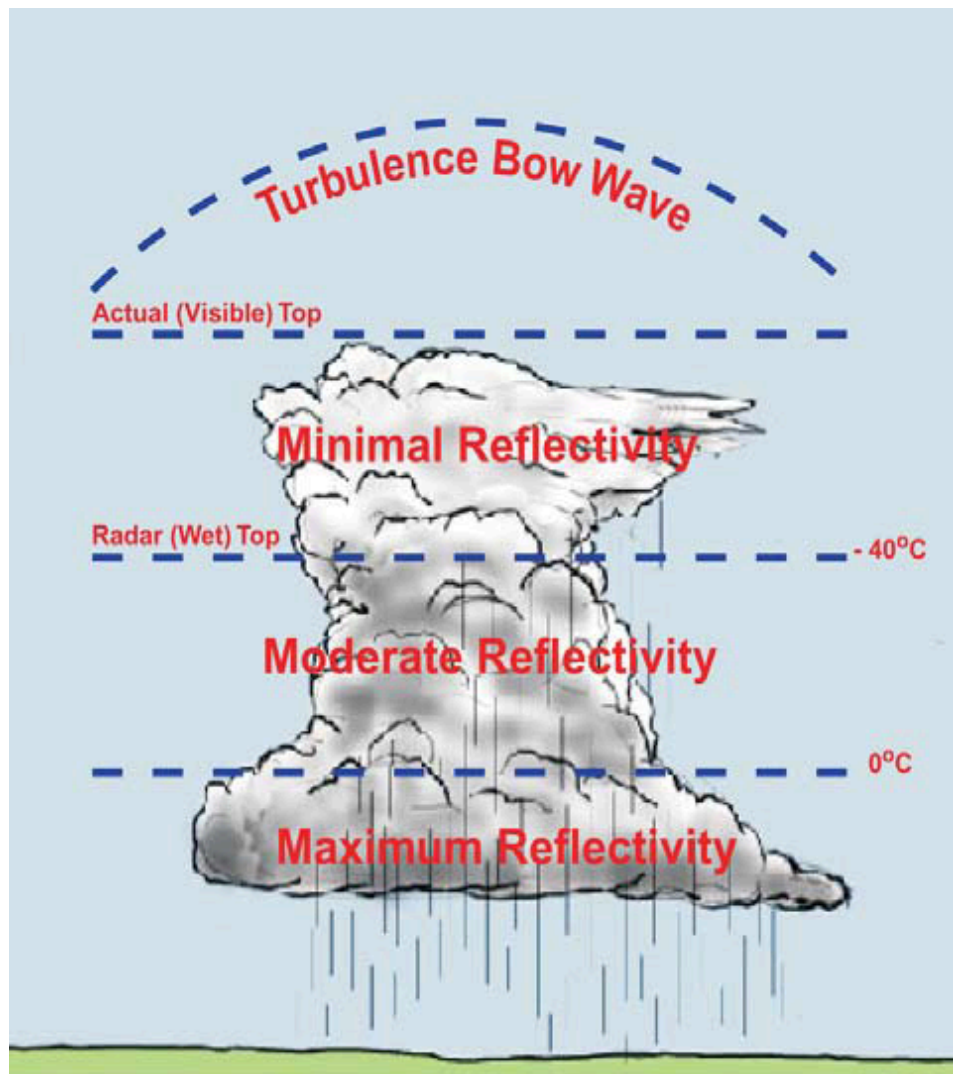 Turbulence Bow Wave
Actual (Visible) Top
Minimal Reflectivity
Radar (Wet) Top
- 40°C
Moderate Reflectivity
0°C
Maximum Reflectivity